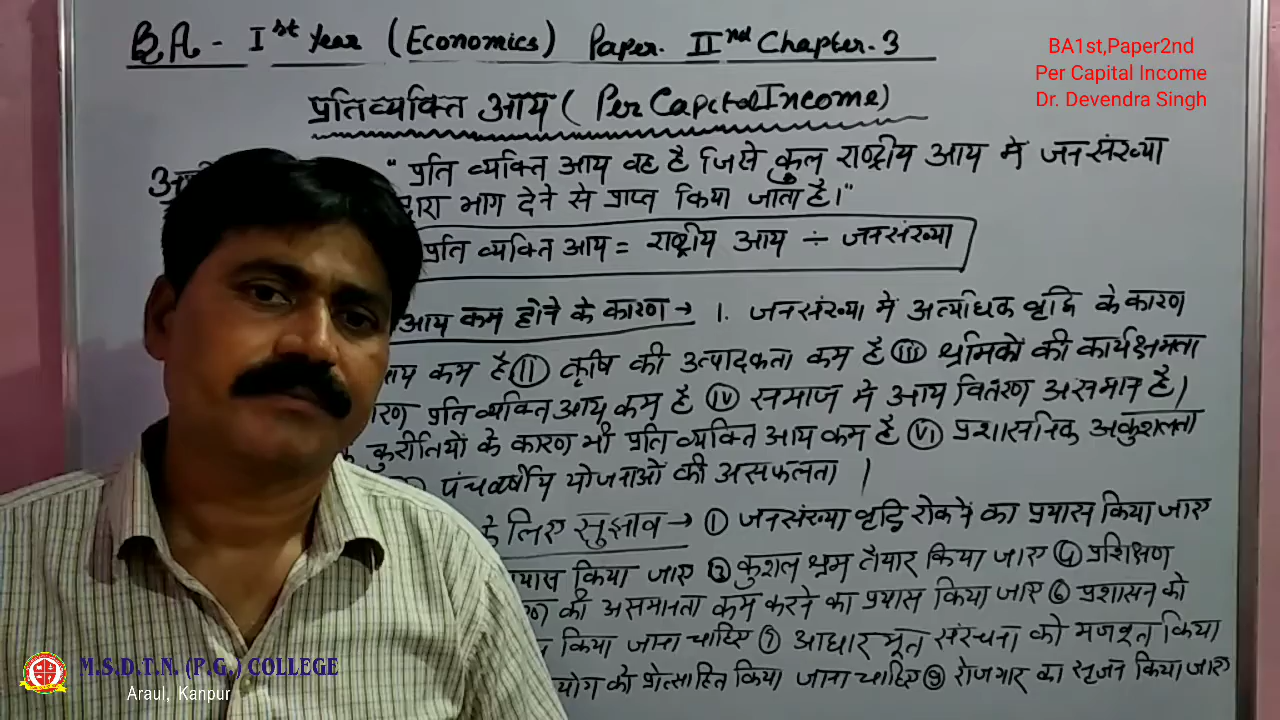 B.A - Ist Year (Economics) Paper. IInd Chapter.3
BA1st,Paper2nd
Per Capital Income
Dr. Devendra Singh
प्रतिव्यक्ति आय ( Per Capital Income)
" प्रति व्यक्ति आय वह है जिसे कुल राष्ट्रीय आय में जनसंख्या
द्वारा भाग देने से प्राप्त किया जाता है।"
प्रति व्यक्ति आय = राष्ट्रीय आय ÷ जनसंख्या
आय कम होने के कारण → 1. जनसंख्या में अत्यधिक वृद्धि के कारण
कम है (II) कृषि की उत्पादकता कम है (III) श्रमिको की कार्यक्षमता
प्रति व्यक्ति आय कम है (IV) समाज में आय वितरण असमान है।
कुरीतियों के कारण भी प्रति व्यक्ति आय कम है (VI) प्रशासनिक अकुशलता
पंचवर्षीय योजनाओं की असफलता ।
के लिए सुझाव → (1) जनसंख्या वृद्धि रोकने का प्रयास किया जाए
प्रयास किया जाए (3) कुशल श्रम तैयार किया जाए (4) प्रशिक्षण
की असमानता कम करने का प्रयास किया जाए (6) प्रशासन को
किया जाना चाहिए (7) आधारभूत संरचना को मजबूत किया
को प्रोत्साहित किया जाना चाहिए (9) रोजगार का सृजन किया जाए
M.S.D.T.N. (P.G.) COLLEGE
Araul, Kanpur